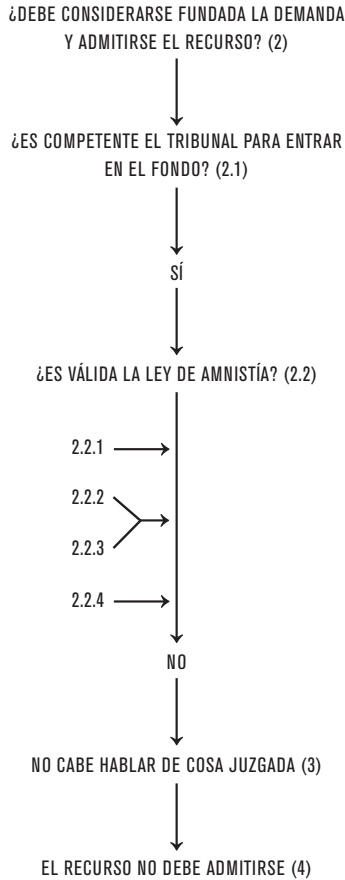 ¿DEBE CONSIDERARSE FUNDADA LA DEMANDA
Y ADMITIRSE EL RECURSO? (2)
¿ES COMPETENTE EL TRIBUNAL PARA ENTRAR
EN EL FONDO? (2.1)
SÍ
¿ES VÁLIDA LA LEY DE AMNISTÍA? (2.2)
2.2.1
2.2.2
2.2.3
2.2.4
NO
NO CABE HABLAR DE COSA JUZGADA (3)
EL RECURSO NO DEBE ADMITIRSE (4)